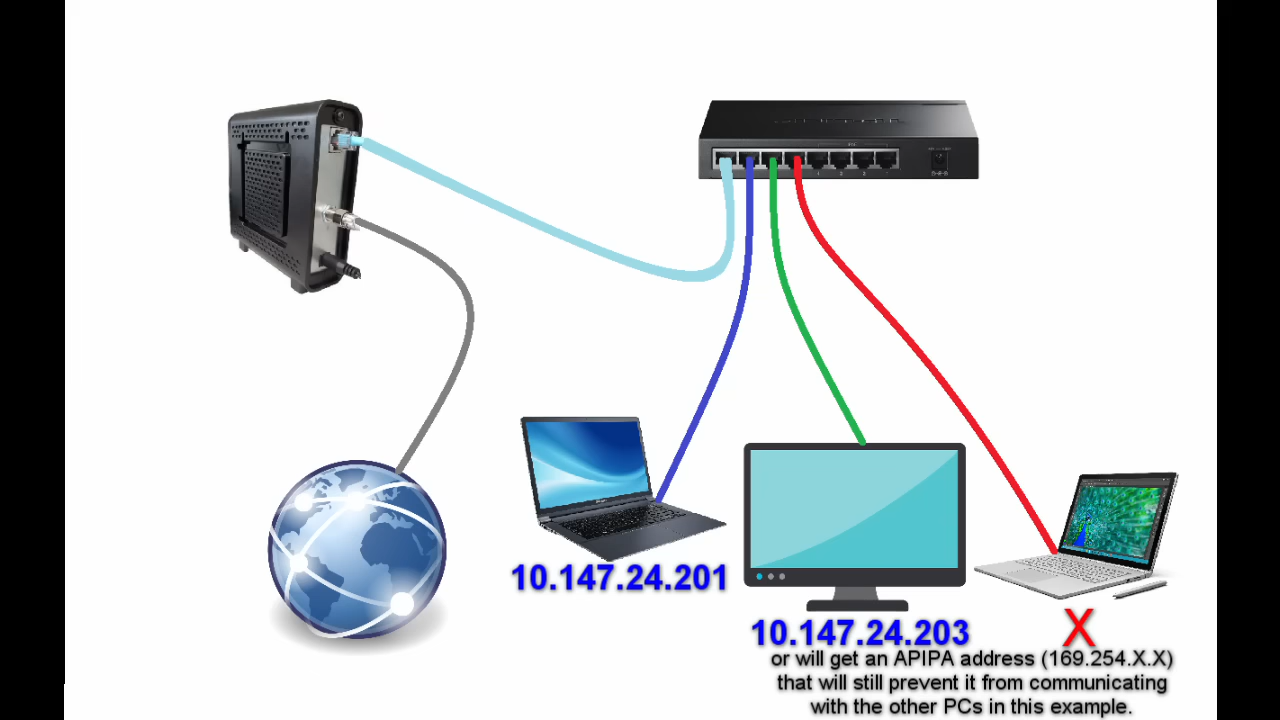 10.147.24.201
10.147.24.203
X
or will get an APIPA address (169.254.X.X)
that will still prevent it from communicating
with the other PCs in this example.